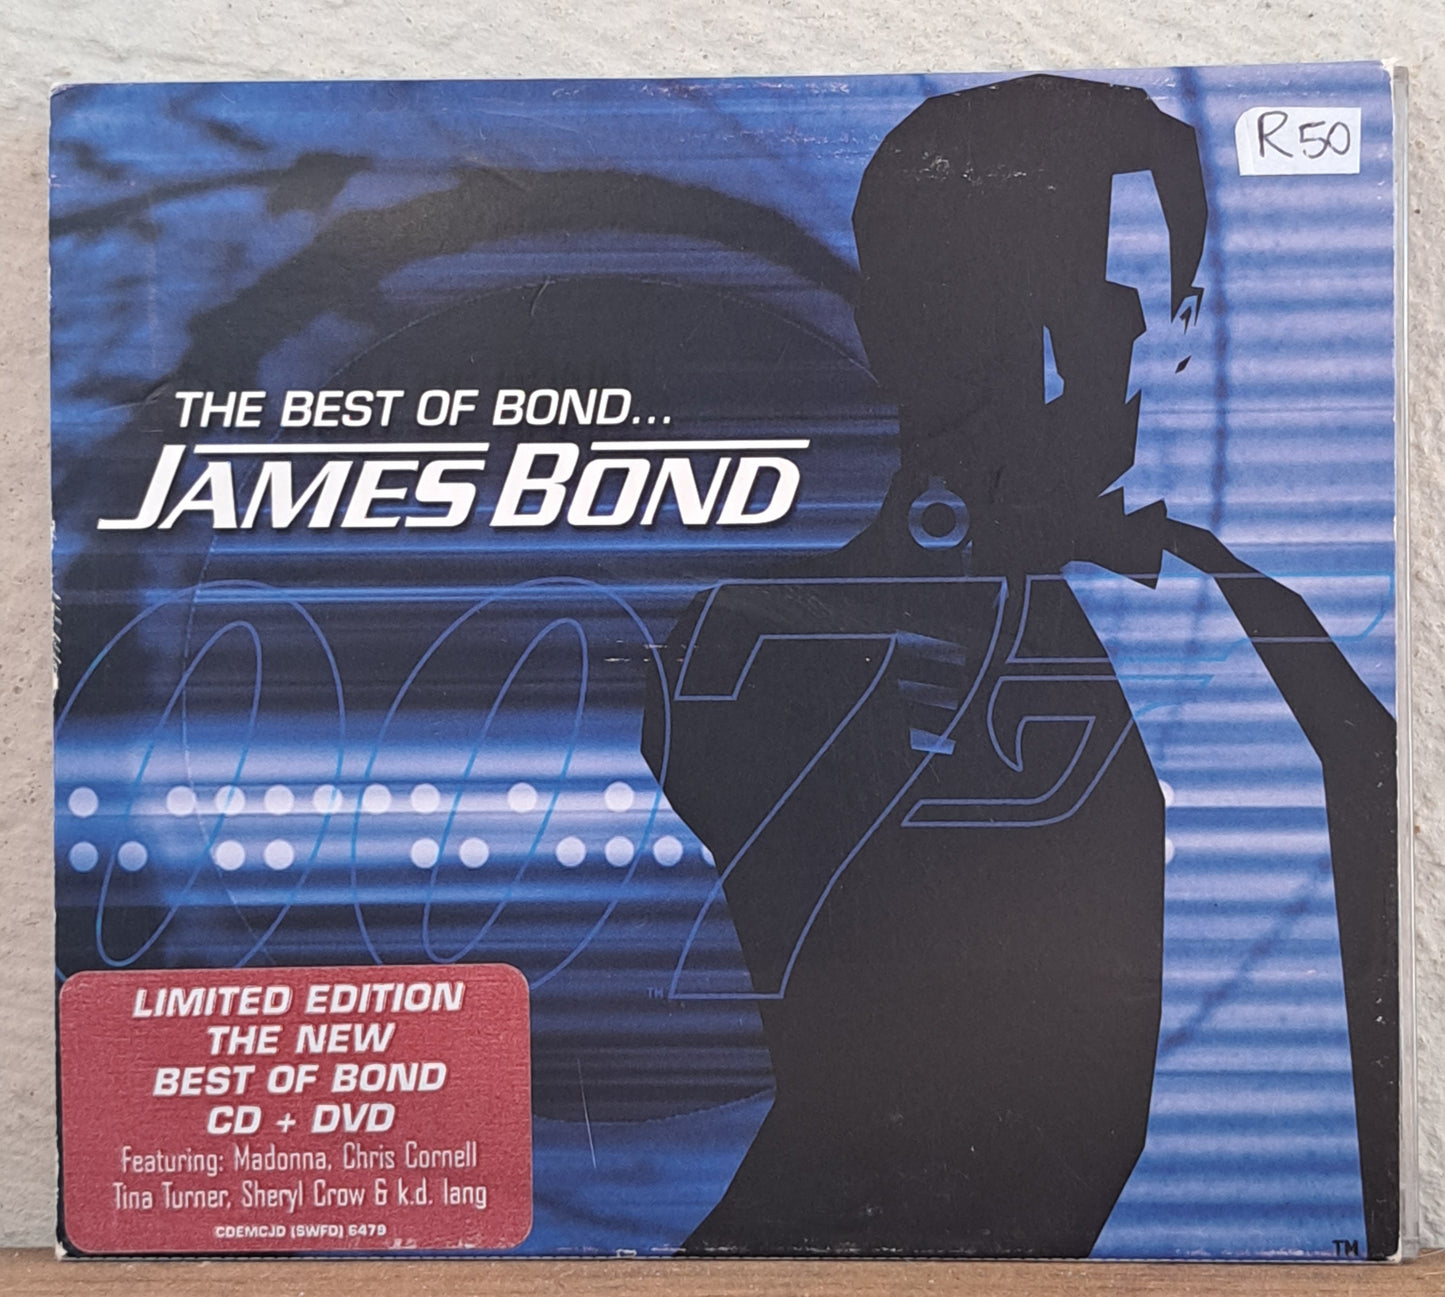 R50
THE BEST OF BOND...
JAMES BOND
007
TM
LIMITED EDITION
THE NEW
BEST OF BOND
CD + DVD
Featuring: Madonna, Chris Cornell
Tina Turner, Sheryl Crow & k.d. lang
CDEMCJD (SWFD) 6479
TM